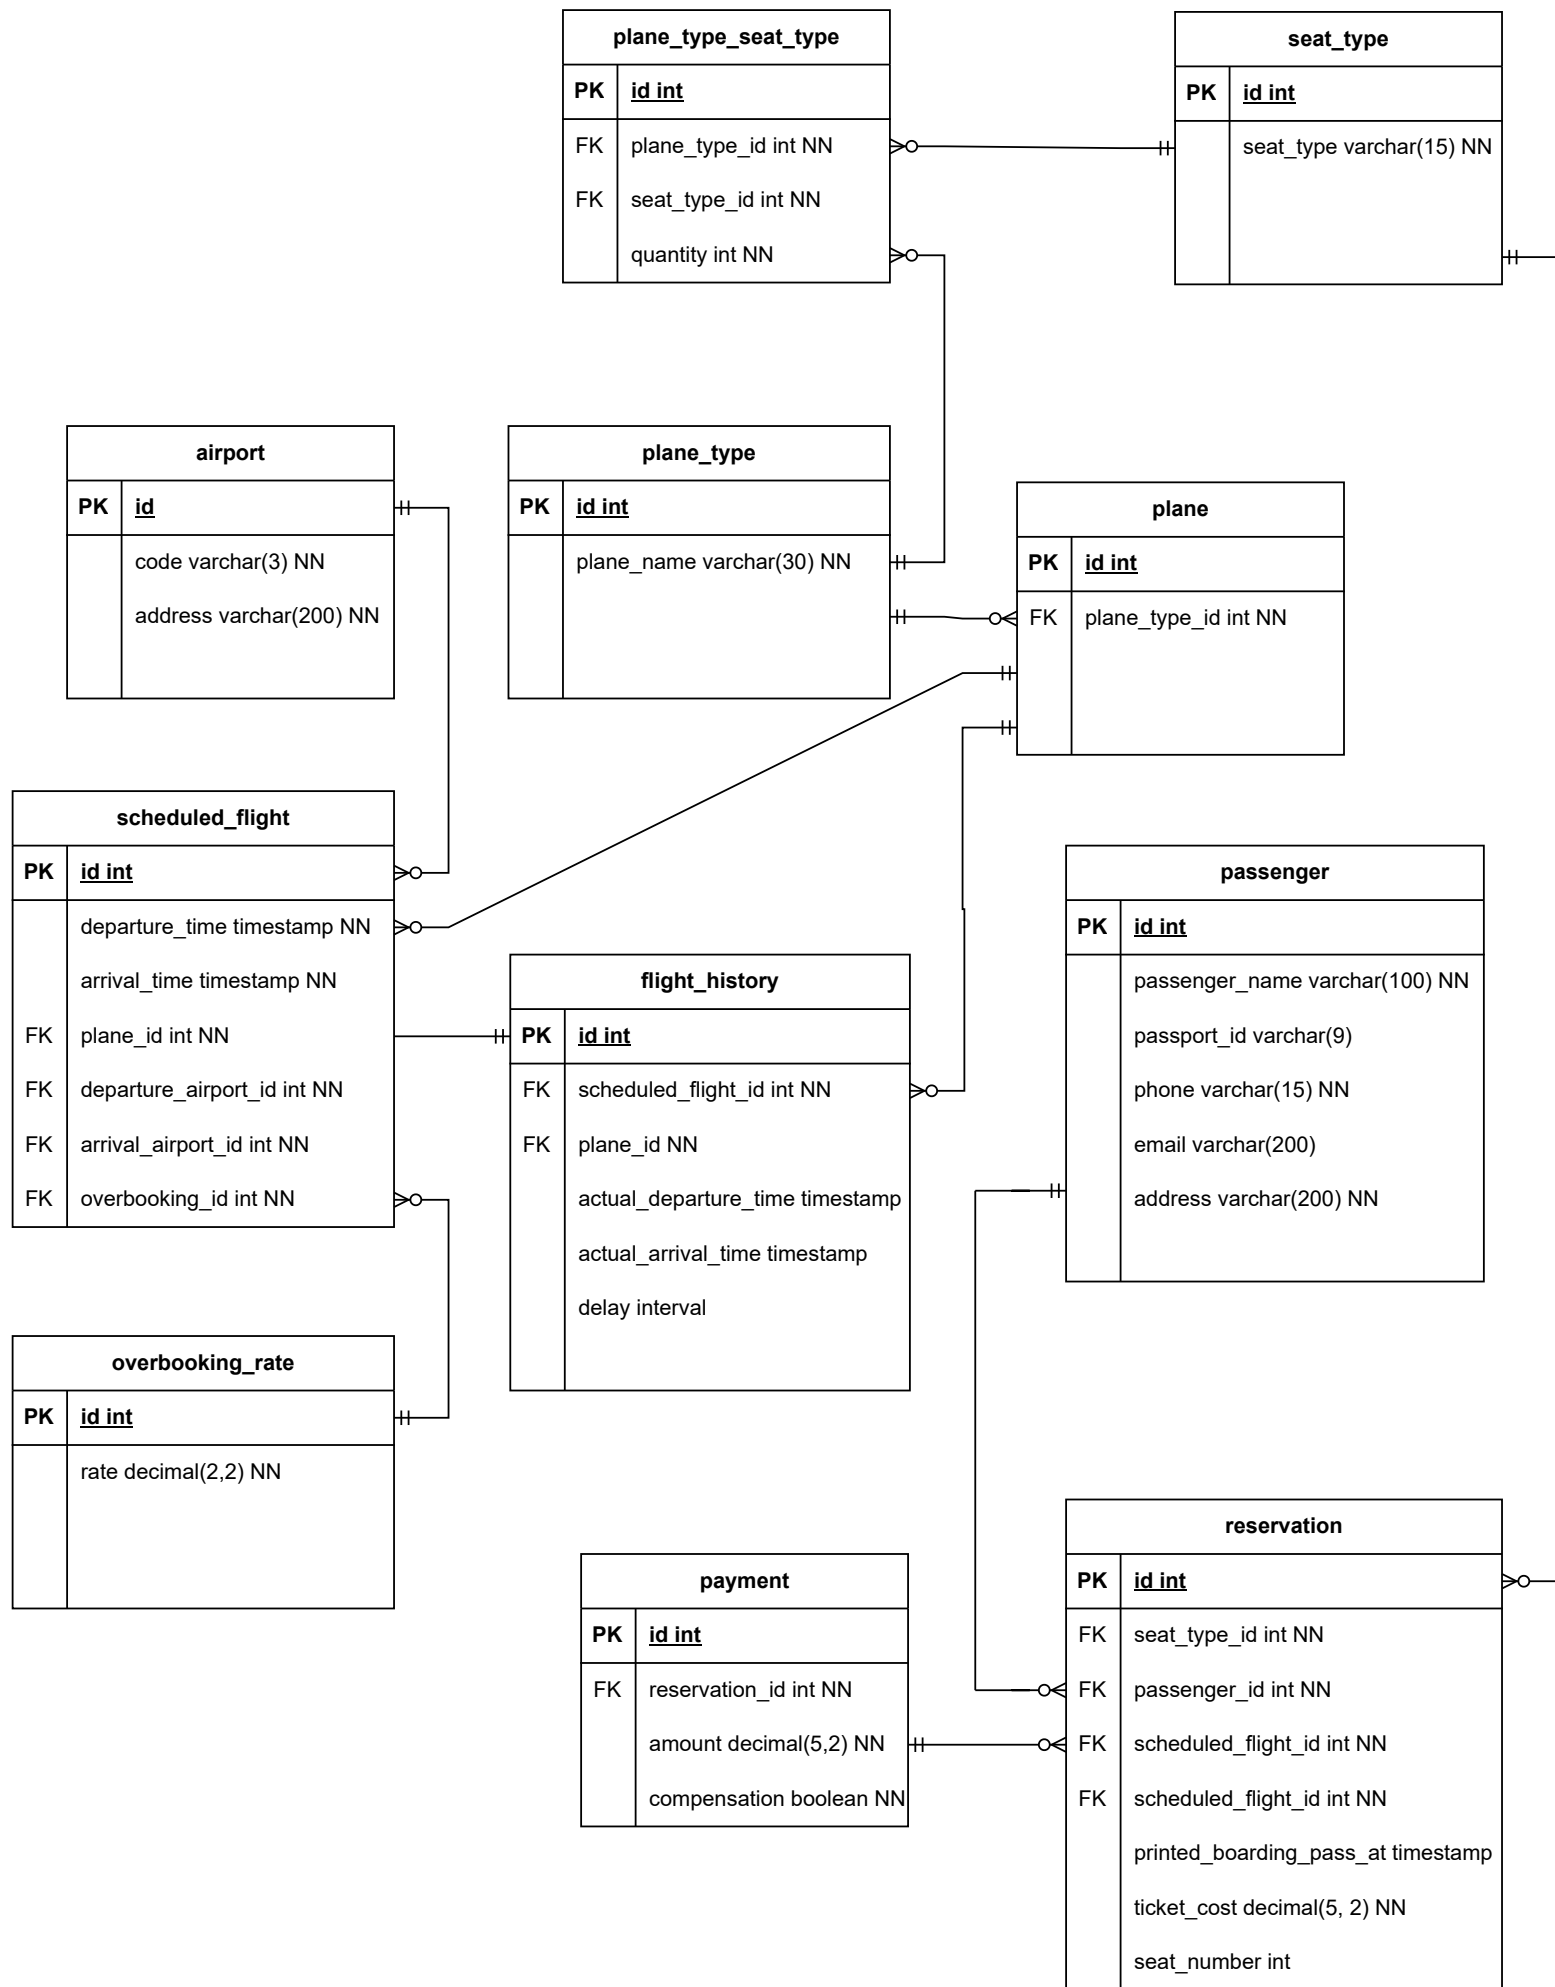 plane_type_seat_type
PK id int
FK plane_type_id int NN
FK seat_type_id int NN
quantity int NN
seat_type
PK id int
seat_type varchar(15) NN
airport
PK id
code varchar(3) NN
address varchar(200) NN
plane_type
PK id int
plane_name varchar(30) NN
plane
PK id int
FK plane_type_id int NN
scheduled_flight
PK id int
departure_time timestamp NN
arrival_time timestamp NN
FK plane_id int NN
FK departure_airport_id int NN
FK arrival_airport_id int NN
FK overbooking_id int NN
flight_history
PK id int
FK scheduled_flight_id int NN
FK plane_id NN
actual_departure_time timestamp
actual_arrival_time timestamp
delay interval
passenger
PK id int
passenger_name varchar(100) NN
passport_id varchar(9)
phone varchar(15) NN
email varchar(200)
address varchar(200) NN
overbooking_rate
PK id int
rate decimal(2,2) NN
payment
PK id int
FK reservation_id int NN
amount decimal(5,2) NN
compensation boolean NN
reservation
PK id int
FK seat_type_id int NN
FK passenger_id int NN
FK scheduled_flight_id int NN
FK scheduled_flight_id int NN
printed_boarding_pass_at timestamp
ticket_cost decimal(5, 2) NN
seat_number int